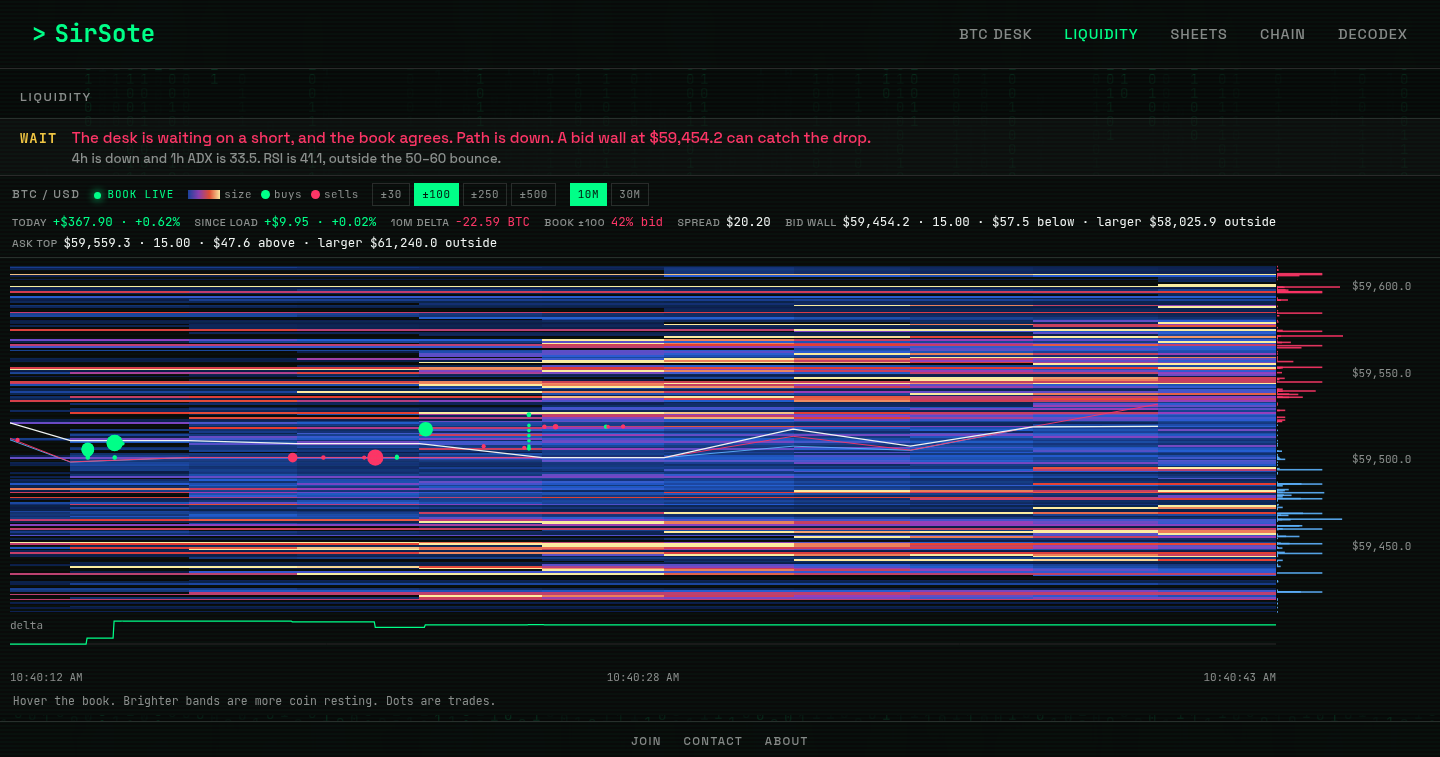 > SirSote
BTC DESK LIQUIDITY SHEETS CHAIN DECODEX
LIQUIDITY
WAIT The desk is waiting on a short, and the book agrees. Path is down. A bid wall at $59,454.2 can catch the drop.
4h is down and 1h ADX is 33.5. RSI is 41.1, outside the 50–60 bounce.
BTC / USD BOOK LIVE size buys sells ±30 ±100 ±250 ±500 10M 30M
TODAY +$367.90 · +0.62% SINCE LOAD +$9.95 · +0.02% 10M DELTA -22.59 BTC BOOK ±100 42% bid SPREAD $20.20 BID WALL $59,454.2 · 15.00 · $57.5 below · larger $58,025.9 outside
ASK TOP $59,559.3 · 15.00 · $47.6 above · larger $61,240.0 outside
$59,600.0
$59,550.0
$59,500.0
$59,450.0
delta
10:40:12 AM 10:40:28 AM 10:40:43 AM
Hover the book. Brighter bands are more coin resting. Dots are trades.
JOIN CONTACT ABOUT